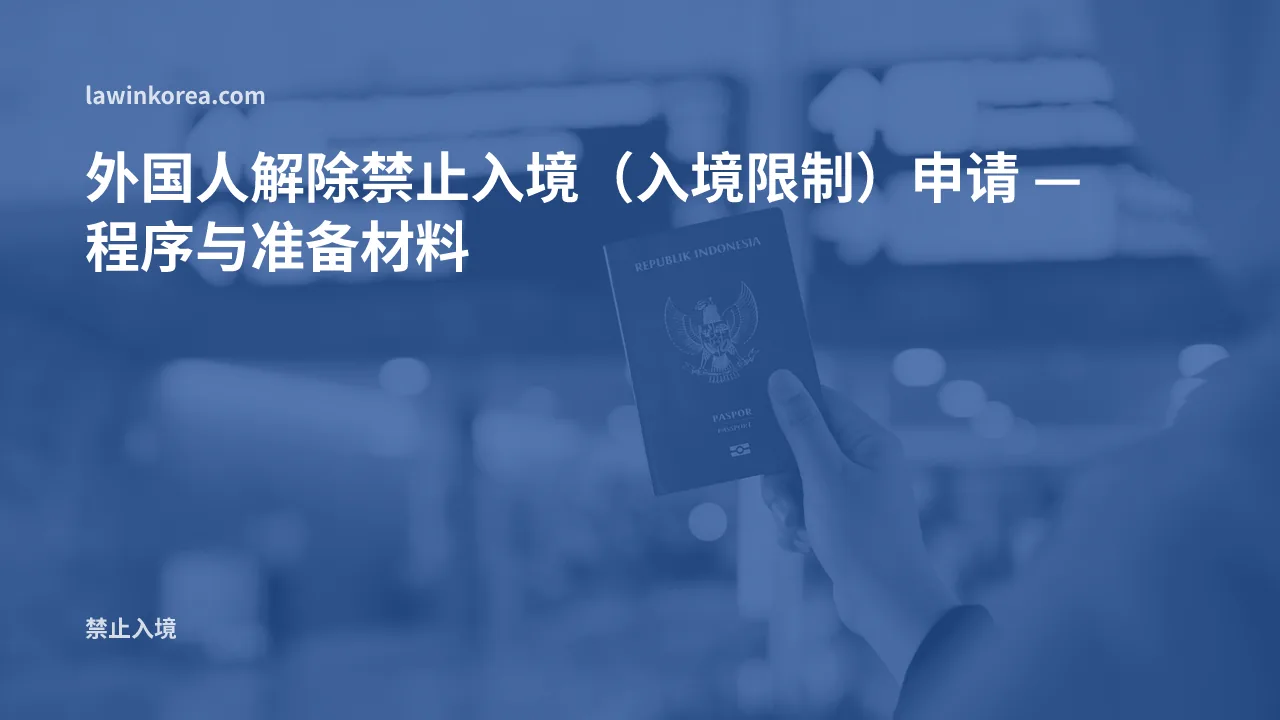 lawinkorea.com
外国人解除禁止入境（入境限制）申请 —
程序与准备材料
REPUBLIK INDONESIA
PASPOR
PASSPORT
禁止入境